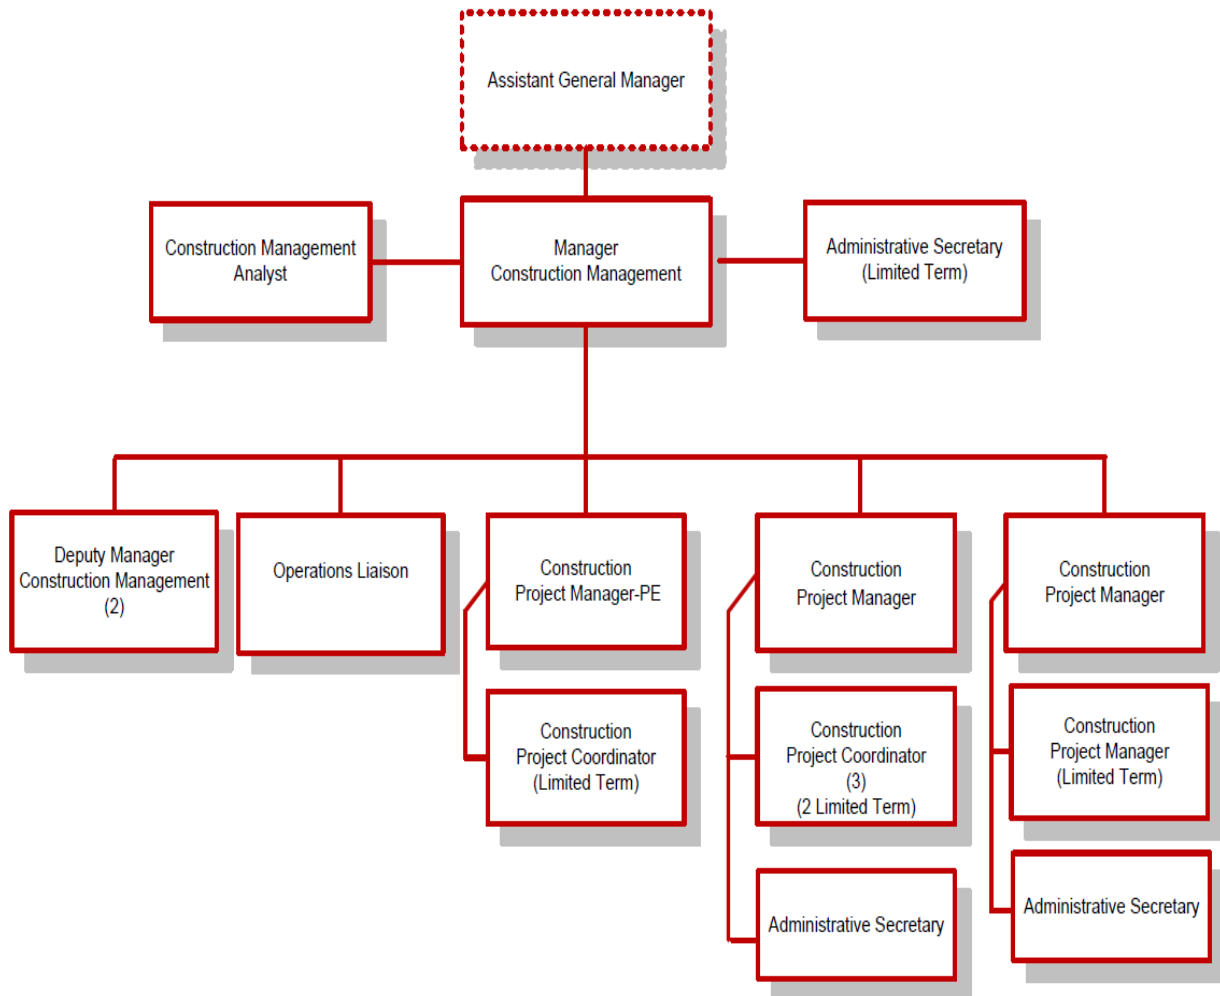 Assistant General Manager
Construction Management
Analyst
Manager
Construction Management
Administrative Secretary
(Limited Term)
Deputy Manager
Construction Management
(2)
Operations Liaison
Construction
Project Manager-PE
Construction
Project Manager
Construction
Project Manager
Construction
Project Coordinator
(Limited Term)
Construction
Project Coordinator
(3)
(2 Limited Term)
Construction
Project Manager
(Limited Term)
Administrative Secretary
Administrative Secretary